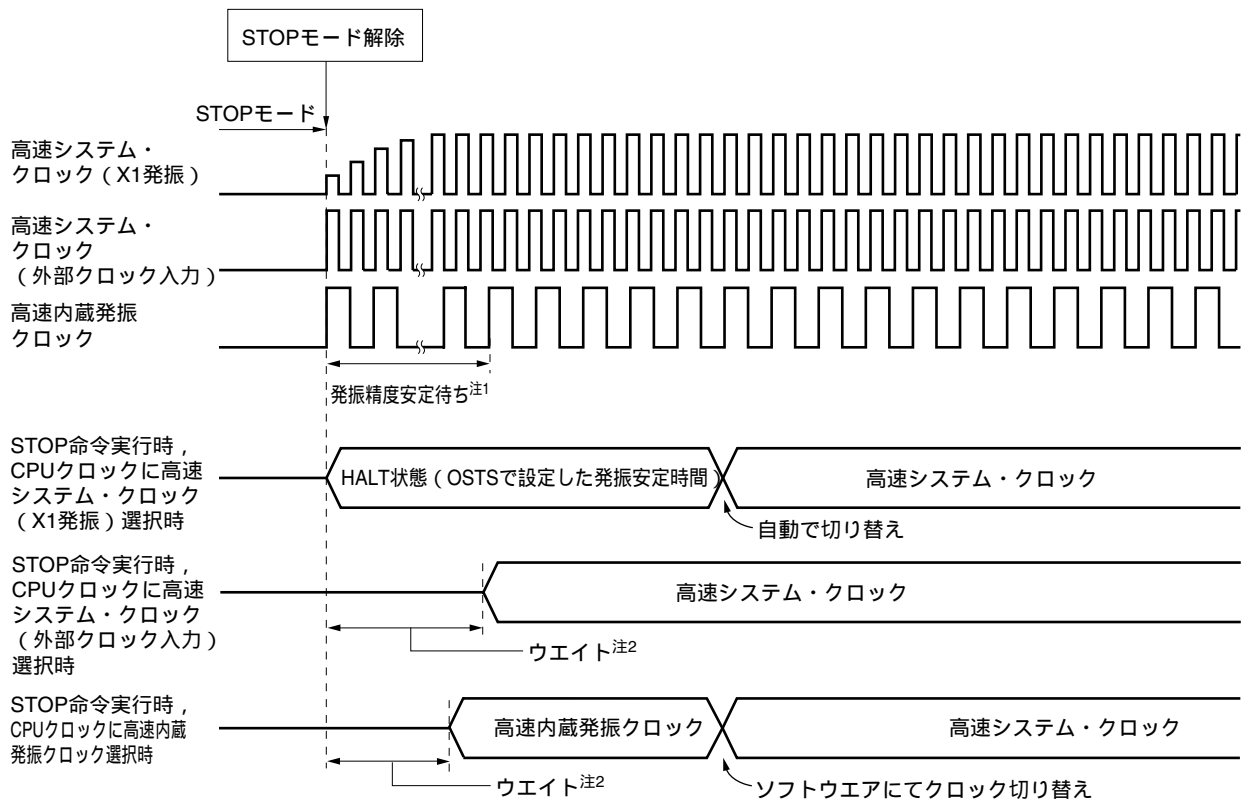 STOPモード解除
STOPモード
高速システム・
クロック（X1発振）
高速システム・
クロック
（外部クロック入力）
高速内蔵発振
クロック
発振精度安定待ち注1
STOP命令実行時，
CPUクロックに高速
システム・クロック
（X1発振）選択時
HALT状態（OSTSで設定した発振安定時間）
高速システム・クロック
自動で切り替え
STOP命令実行時，
CPUクロックに高速
システム・クロック
（外部クロック入力）
選択時
高速システム・クロック
ウエイト注2
STOP命令実行時，
CPUクロックに高速内蔵
発振クロック選択時
高速内蔵発振クロック
高速システム・クロック
ウエイト注2
ソフトウエアにてクロック切り替え